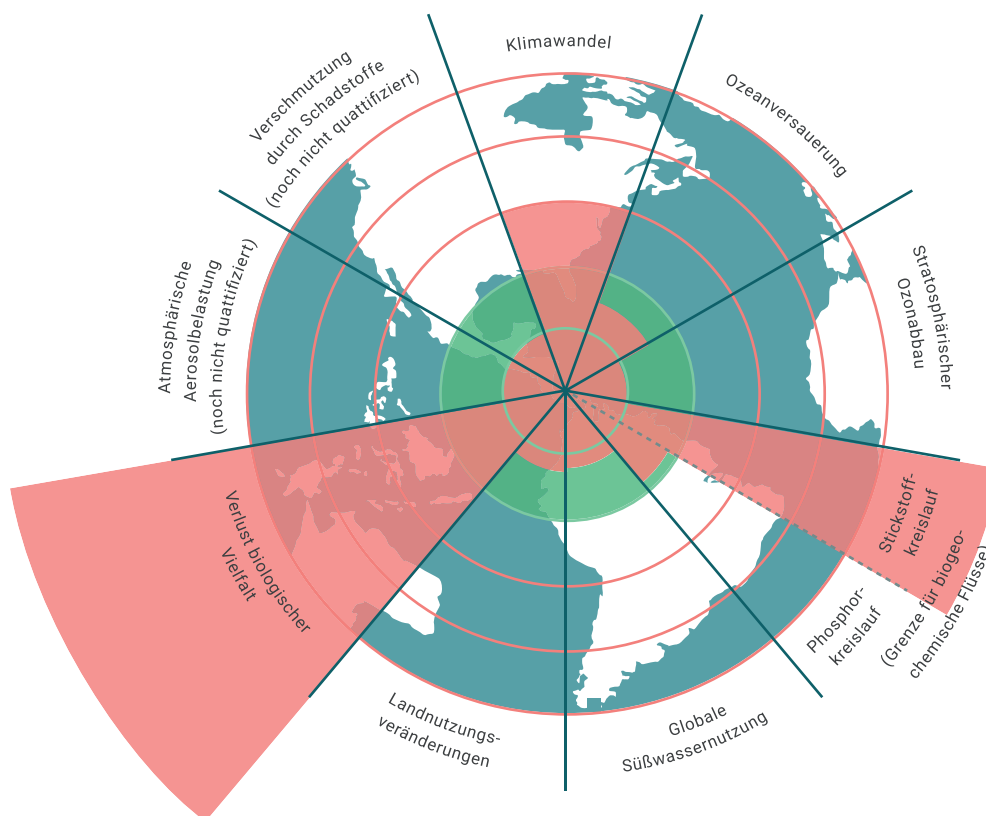 Klimawandel
Ozeanversauerung
Stratosphärischer
Ozonabbau
Stickstoff-
kreislauf
Phosphor-
kreislauf
(Grenze für biogeo-
chemische Flüsse)
Globale
Süßwassernutzung
Landnutzungs-
veränderungen
Verlust biologischer
Vielfalt
Atmosphärische
Aerosolbelastung
(noch nicht quattifiziert)
Verschmutzung
durch Schadstoffe
(noch nicht quattifiziert)